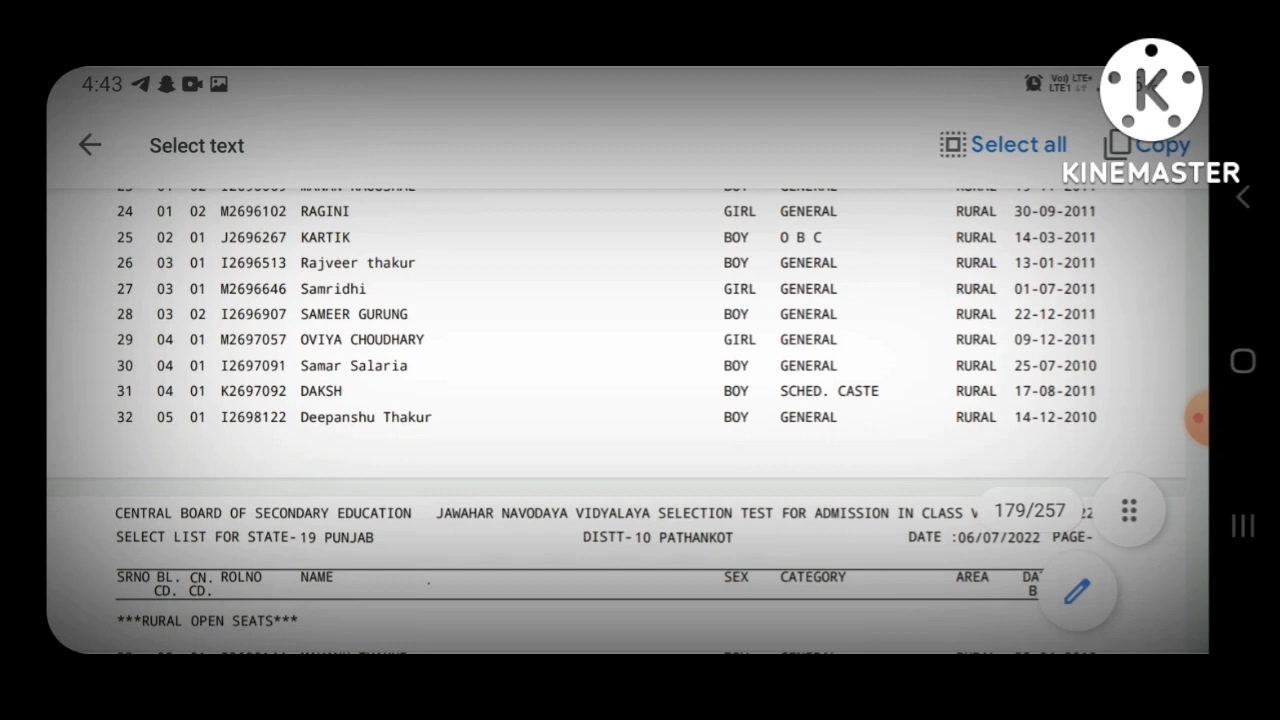 4:43 Vo) LTE+ LTE1
Select text Select all Copy
KINEMASTER
24 01 02 M2696102 RAGINI GIRL GENERAL RURAL 30-09-2011
25 02 01 J2696267 KARTIK BOY O B C RURAL 14-03-2011
26 03 01 I2696513 Rajveer thakur BOY GENERAL RURAL 13-01-2011
27 03 01 M2696646 Samridhi GIRL GENERAL RURAL 01-07-2011
28 03 02 I2696907 SAMEER GURUNG BOY GENERAL RURAL 22-12-2011
29 04 01 M2697057 OVIYA CHOUDHARY GIRL GENERAL RURAL 09-12-2011
30 04 01 I2697091 Samar Salaria BOY GENERAL RURAL 25-07-2010
31 04 01 K2697092 DAKSH BOY SCHED. CASTE RURAL 17-08-2011
32 05 01 I2698122 Deepanshu Thakur BOY GENERAL RURAL 14-12-2010
CENTRAL BOARD OF SECONDARY EDUCATION JAWAHAR NAVODAYA VIDYALAYA SELECTION TEST FOR ADMISSION IN CLASS 179/257
SELECT LIST FOR STATE-19 PUNJAB DISTT-10 PATHANKOT DATE :06/07/2022 PAGE-
SRNO BL. CN. ROLNO NAME SEX CATEGORY AREA
CD. CD.
***RURAL OPEN SEATS***